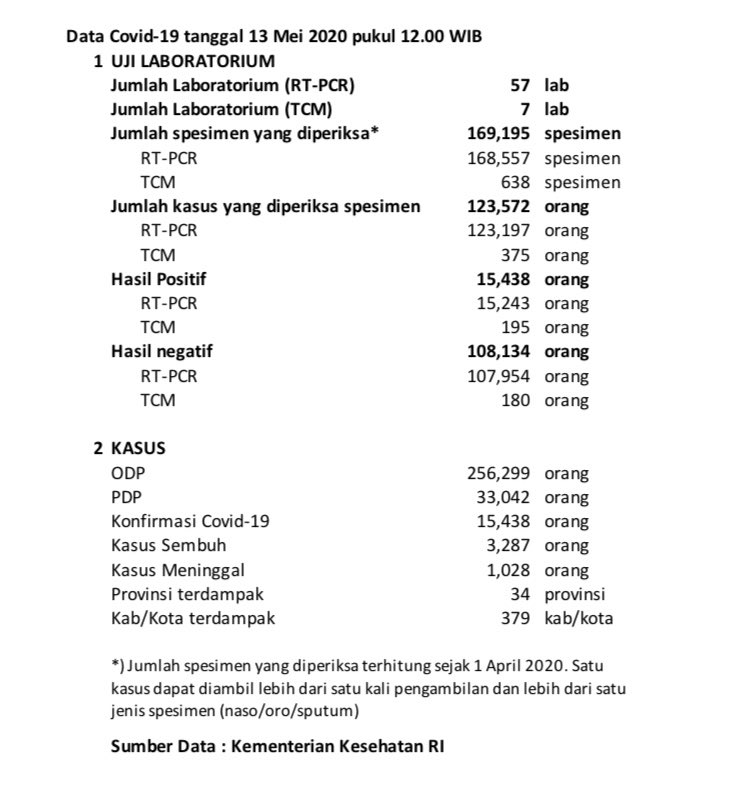 Data Covid-19 tanggal 13 Mei 2020 pukul 12.00 WIB
1 UJI LABORATORIUM
Jumlah Laboratorium (RT-PCR) 57 lab
Jumlah Laboratorium (TCM) 7 lab
Jumlah spesimen yang diperiksa* 169,195 spesimen
RT-PCR 168,557 spesimen
TCM 638 spesimen
Jumlah kasus yang diperiksa spesimen 123,572 orang
RT-PCR 123,197 orang
TCM 375 orang
Hasil Positif 15,438 orang
RT-PCR 15,243 orang
TCM 195 orang
Hasil negatif 108,134 orang
RT-PCR 107,954 orang
TCM 180 orang
2 KASUS
ODP 256,299 orang
PDP 33,042 orang
Konfirmasi Covid-19 15,438 orang
Kasus Sembuh 3,287 orang
Kasus Meninggal 1,028 orang
Provinsi terdampak 34 provinsi
Kab/Kota terdampak 379 kab/kota
*) Jumlah spesimen yang diperiksa terhitung sejak 1 April 2020. Satu
kasus dapat diambil lebih dari satu kali pengambilan dan lebih dari satu
jenis spesimen (naso/oro/sputum)
Sumber Data : Kementerian Kesehatan RI